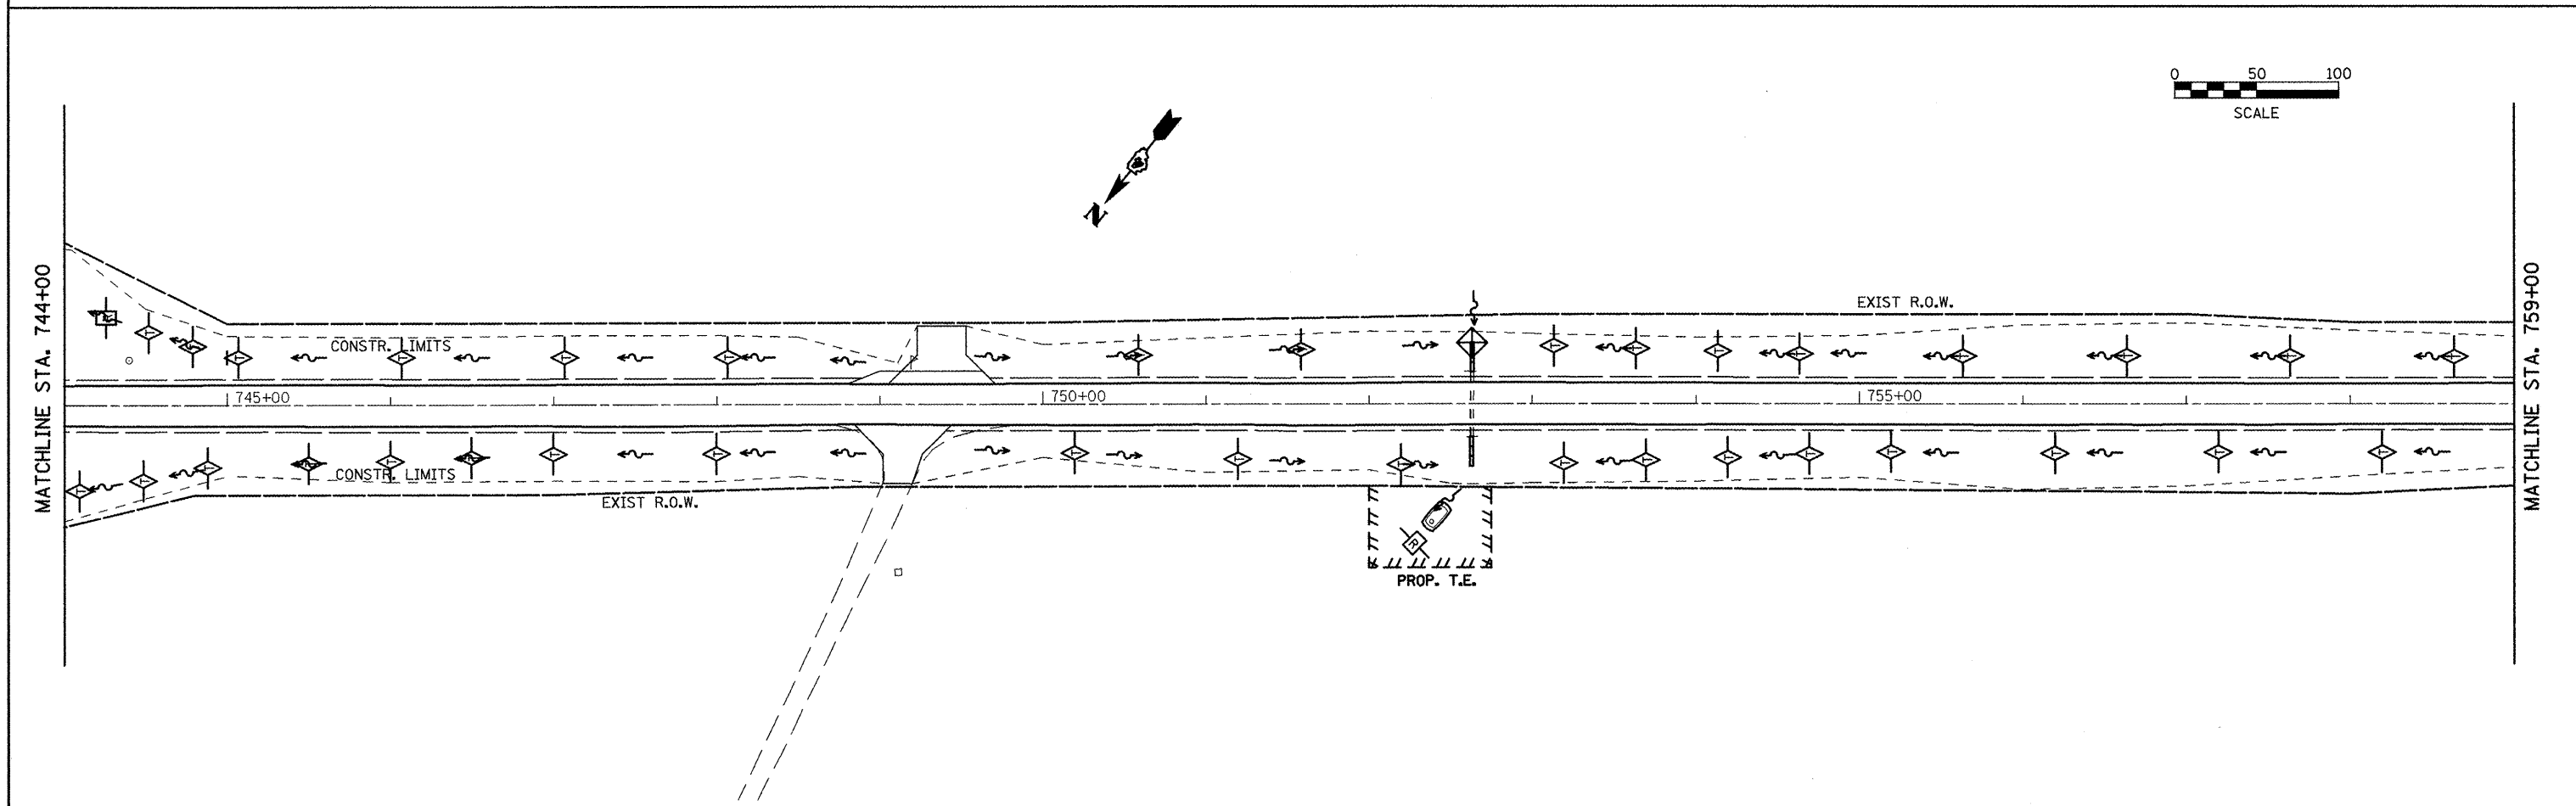 0 50 100
SCALE
N
MATCHLINE STA. 744+00
MATCHLINE STA. 759+00
EXIST R.O.W.
CONSTR. LIMITS
745+00
750+00
755+00
CONSTR. LIMITS
EXIST R.O.W.
R
PROP. T.E.